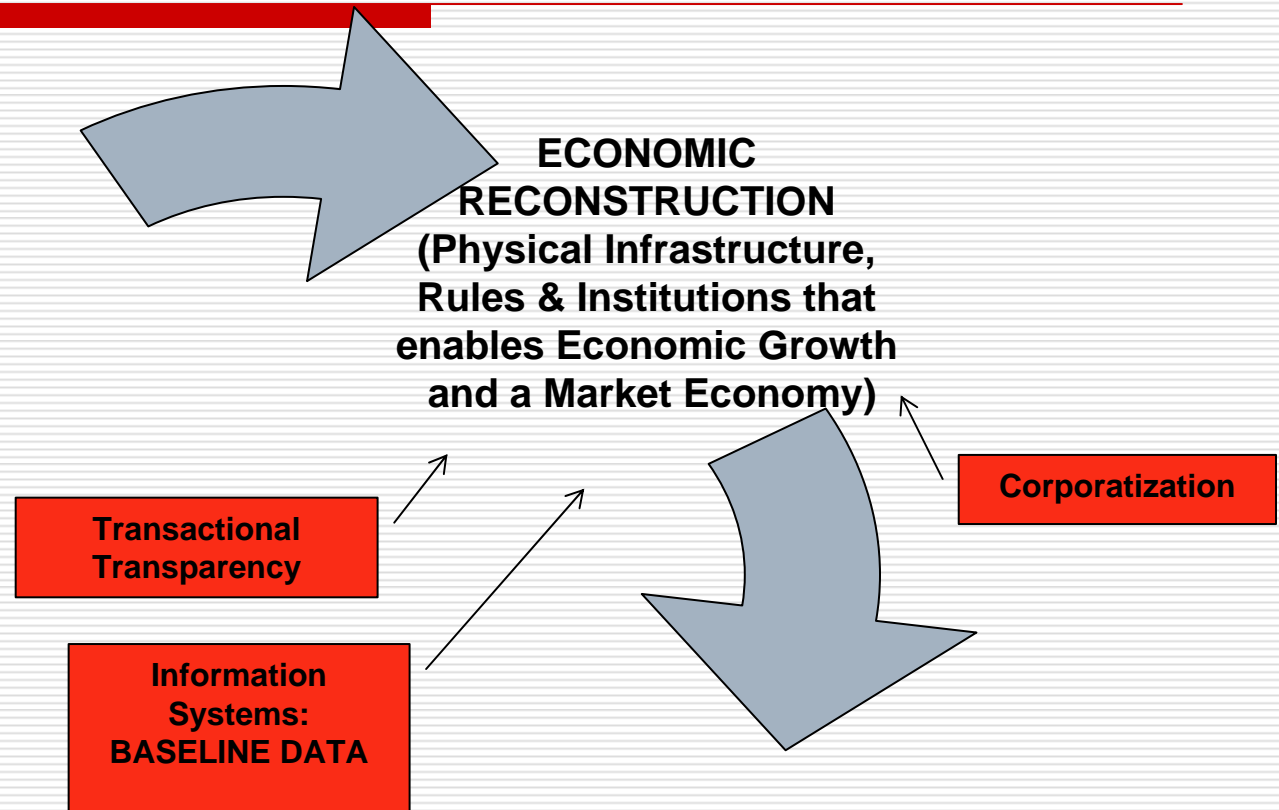 ECONOMIC
RECONSTRUCTION
(Physical Infrastructure,
Rules & Institutions that
enables Economic Growth
and a Market Economy)
Corporatization
Transactional
Transparency
Information
Systems:
BASELINE DATA